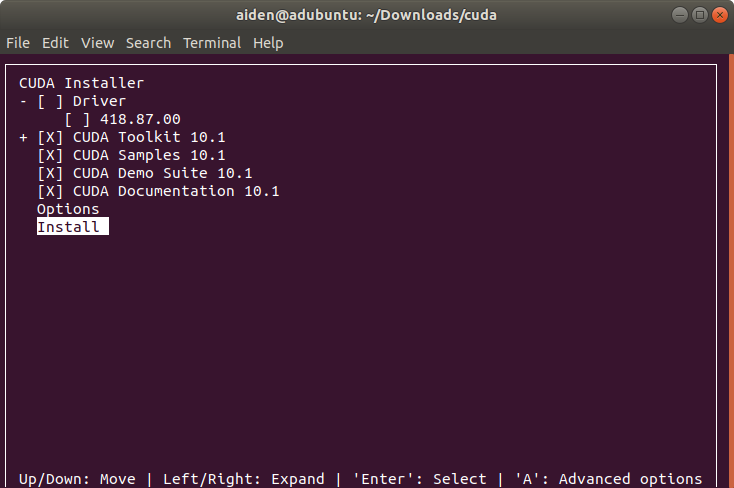 aiden@adubuntu: ~/Downloads/cuda
File Edit View Search Terminal Help
CUDA Installer
- [ ] Driver
[ ] 418.87.00
+ [X] CUDA Toolkit 10.1
[X] CUDA Samples 10.1
[X] CUDA Demo Suite 10.1
[X] CUDA Documentation 10.1
Options
Install
Up/Down: Move | Left/Right: Expand | 'Enter': Select | 'A': Advanced options